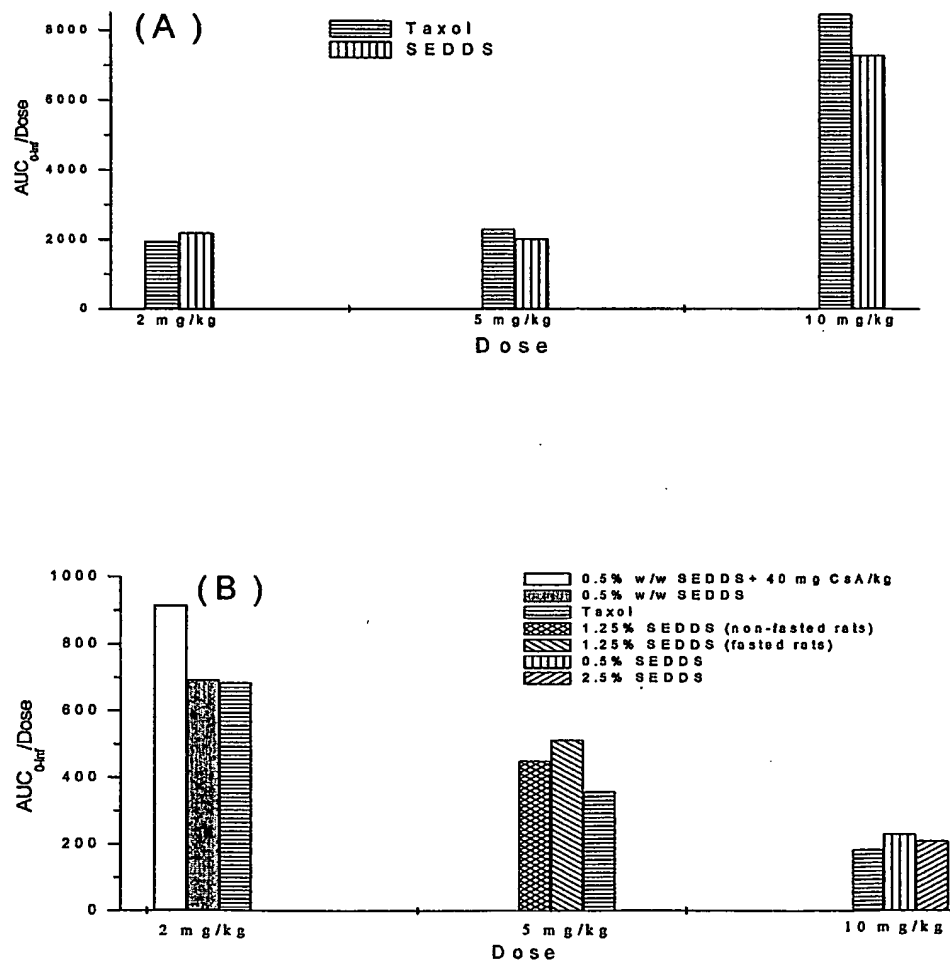 (A)
Taxol
SEDDS
8000
6000
4000
2000
0
AUC0-Inf/Dose
2 mg/kg 5 mg/kg 10 mg/kg
Dose
(B)
0.5% w/w SEDDS+ 40 mg CsA/kg
0.5% w/w SEDDS
Taxol
1.25% SEDDS (non-fasted rats)
1.25% SEDDS (fasted rats)
0.5% SEDDS
2.5% SEDDS
1000
800
600
400
200
0
AUC0-Inf/Dose
2 mg/kg 5 mg/kg 10 mg/kg
Dose